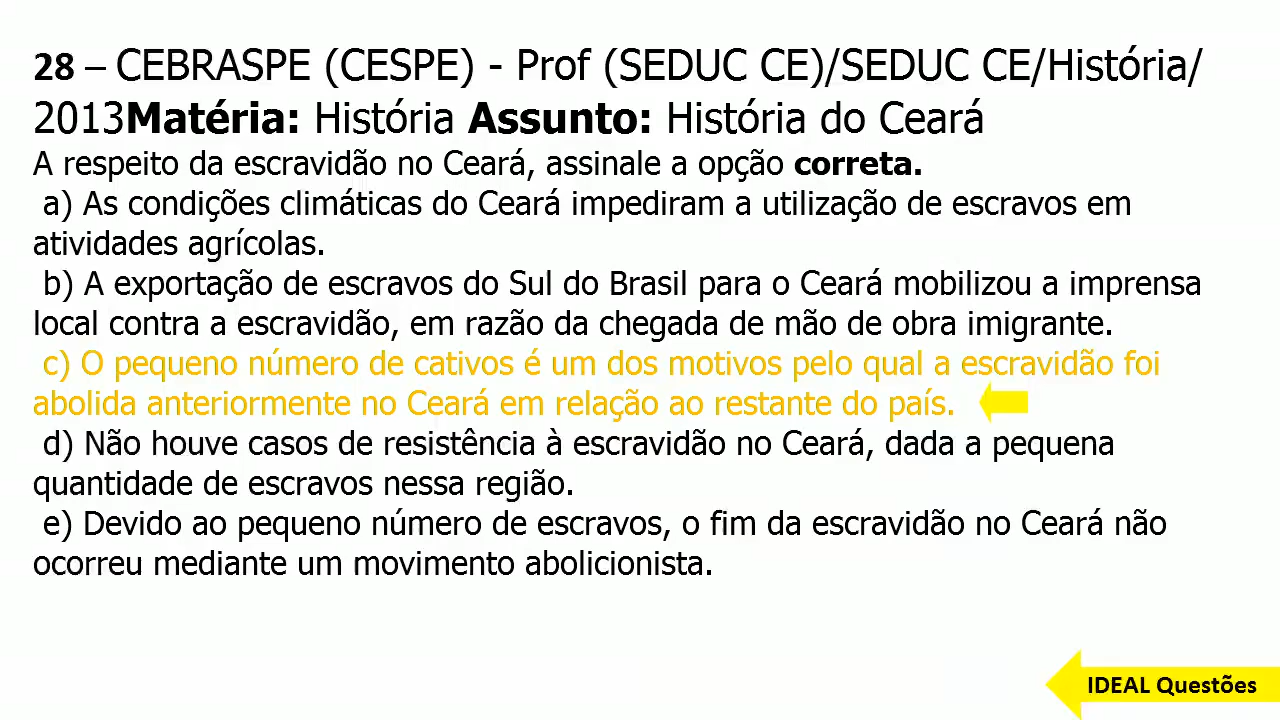 28 – CEBRASPE (CESPE) - Prof (SEDUC CE)/SEDUC CE/História/
2013Matéria: História Assunto: História do Ceará
A respeito da escravidão no Ceará, assinale a opção correta.
a) As condições climáticas do Ceará impediram a utilização de escravos em
atividades agrícolas.
b) A exportação de escravos do Sul do Brasil para o Ceará mobilizou a imprensa
local contra a escravidão, em razão da chegada de mão de obra imigrante.
c) O pequeno número de cativos é um dos motivos pelo qual a escravidão foi
abolida anteriormente no Ceará em relação ao restante do país.
d) Não houve casos de resistência à escravidão no Ceará, dada a pequena
quantidade de escravos nessa região.
e) Devido ao pequeno número de escravos, o fim da escravidão no Ceará não
ocorreu mediante um movimento abolicionista.
IDEAL Questões